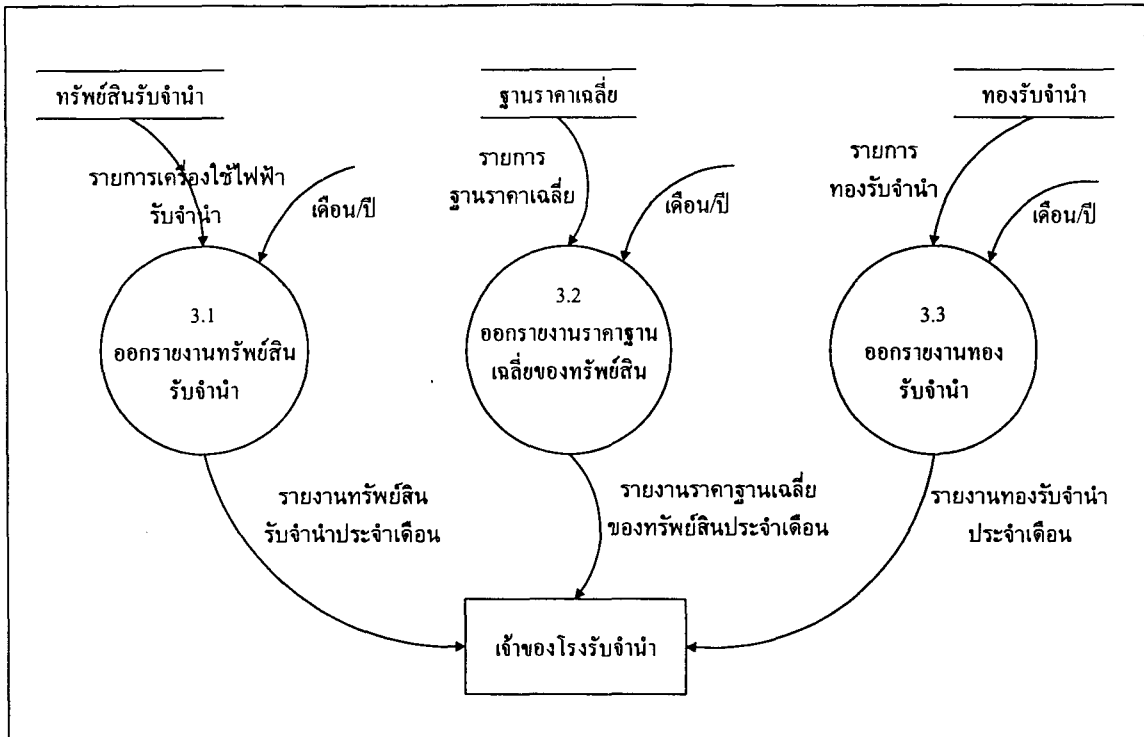 ทรัพย์สินรับจำนำ
ฐานราคาเฉลี่ย
ทองรับจำนำ
รายการเครื่องใช้ไฟฟ้า
รับจำนำ
เดือน/ปี
รายการ
ฐานราคาเฉลี่ย
เดือน/ปี
รายการ
ทองรับจำนำ
เดือน/ปี
3.1
ออกรายงานทรัพย์สิน
รับจำนำ
3.2
ออกรายงานราคาฐาน
เฉลี่ยของทรัพย์สิน
3.3
ออกรายงานทอง
รับจำนำ
รายงานทรัพย์สิน
รับจำนำประจำเดือน
รายงานราคาฐานเฉลี่ย
ของทรัพย์สินประจำเดือน
รายงานทองรับจำนำ
ประจำเดือน
เจ้าของโรงรับจำนำ